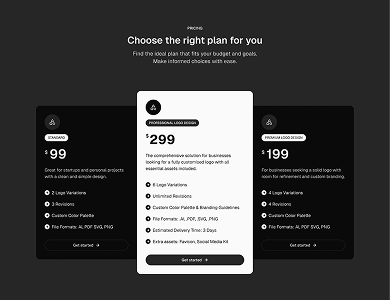 PRICING
Choose the right plan for you
Find the ideal plan that fits your budget and goals.
Make informed choices with ease.
STANDARD
$99
Great for startups and personal projects
with a clean and simple design.
2 Logo Variations
3 Revisions
Custom Color Palette
File Formats: .AI, PDF, SVG, PNG
Get started →
PROFESSIONAL LOGO DESIGN
$299
The comprehensive solution for businesses
looking for a fully customised logo with all
essential assets included.
6 Logo Variations
Unlimited Revisions
Custom Color Palette & Branding Guidelines
File Formats: .AI, .PDF, .SVG, .PNG
Estimated Delivery Time: 3 Days
Extra assets: Favicon, Social Media Kit
Get started →
PREMIUM LOGO DESIGN
$199
For businesses seeking a solid logo with
room for refinement and custom branding.
4 Logo Variations
4 Revisions
Custom Color Palette
File Formats: .AI, PDF, SVG, PNG
Get started →